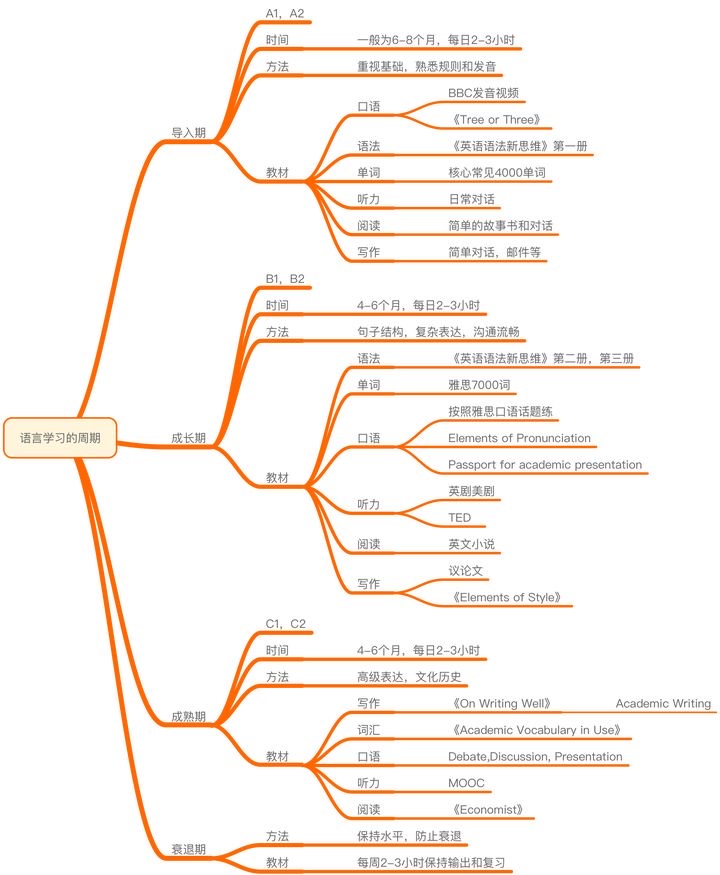 语言学习的周期
导入期
A1，A2
时间
一般为6-8个月，每日2-3小时
方法
重视基础，熟悉规则和发音
教材
口语
BBC发音视频
《Tree or Three》
语法
《英语语法新思维》第一册
单词
核心常见4000单词
听力
日常对话
阅读
简单的故事书和对话
写作
简单对话，邮件等
成长期
B1，B2
时间
4-6个月，每日2-3小时
方法
句子结构，复杂表达，沟通流畅
教材
语法
《英语语法新思维》第二册，第三册
单词
雅思7000词
口语
按照雅思口语话题练
Elements of Pronunciation
Passport for academic presentation
听力
英剧美剧
TED
阅读
英文小说
写作
议论文
《Elements of Style》
成熟期
C1，C2
时间
4-6个月，每日2-3小时
方法
高级表达，文化历史
教材
写作
《On Writing Well》
Academic Writing
词汇
《Academic Vocabulary in Use》
口语
Debate,Discussion, Presentation
听力
MOOC
阅读
《Economist》
衰退期
方法
保持水平，防止衰退
教材
每周2-3小时保持输出和复习